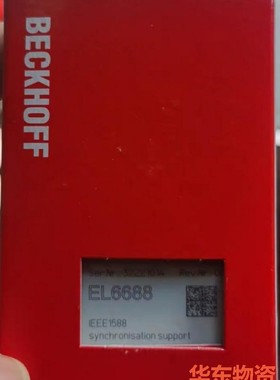 BECKHOFF
EL6688
IEEE1588
synchronisation support
华东物资